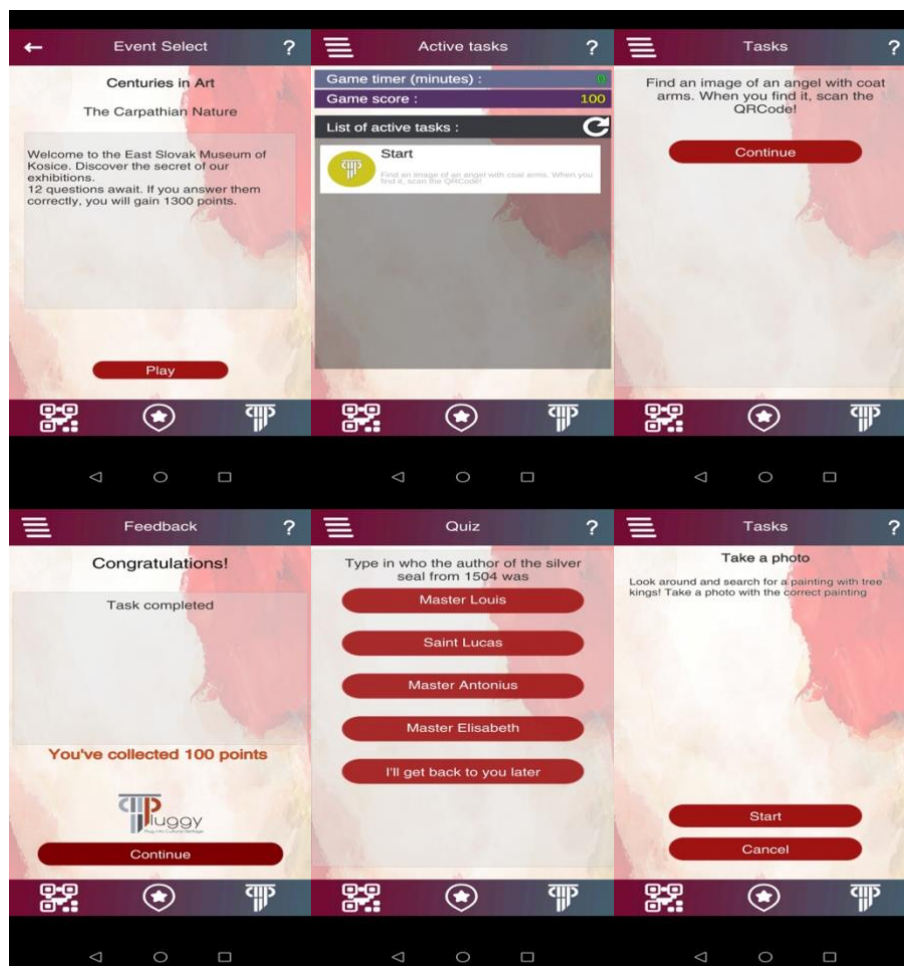 Event Select ?
Centuries in Art
The Carpathian Nature
Welcome to the East Slovak Museum of
Kosice. Discover the secret of our
exhibitions.
12 questions await. If you answer them
correctly, you will gain 1300 points.
Play
Active tasks ?
Game timer (minutes) : 0
Game score : 100
List of active tasks :
Start
Find an image of an angel with coat arms. When you
find it, scan the QRCode!
Tasks ?
Find an image of an angel with coat
arms. When you find it, scan the
QRCode!
Continue
Feedback ?
Congratulations!
Task completed
You've collected 100 points
Pluggy
Plug into Cultural Heritage
Continue
Quiz ?
Type in who the author of the silver
seal from 1504 was
Master Louis
Saint Lucas
Master Antonius
Master Elisabeth
I'll get back to you later
Tasks ?
Take a photo
Look around and search for a painting with tree
kings! Take a photo with the correct painting
Start
Cancel